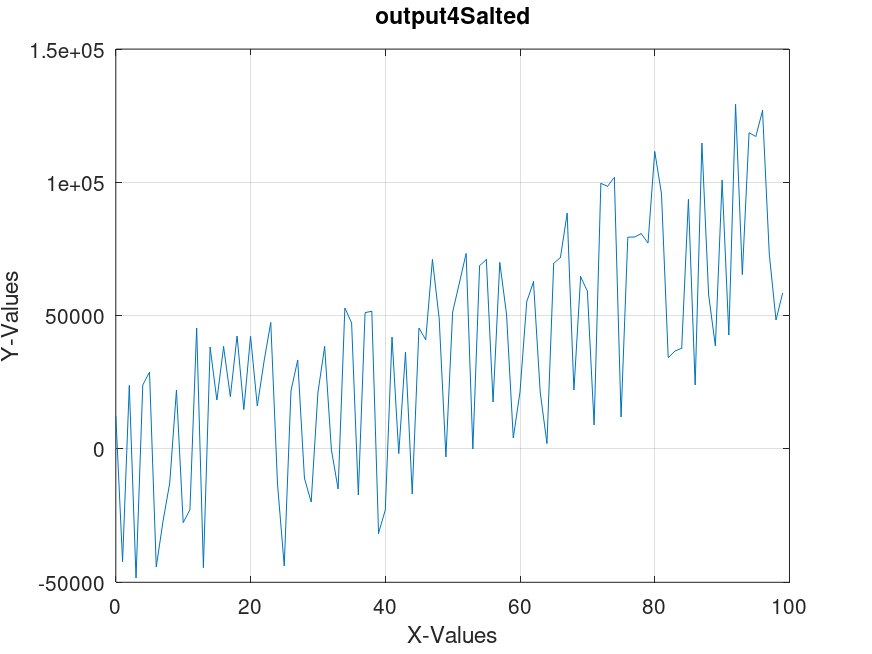 output4Salted
1.5e+05
1e+05
50000
0
-50000
Y-Values
0 20 40 60 80 100
X-Values